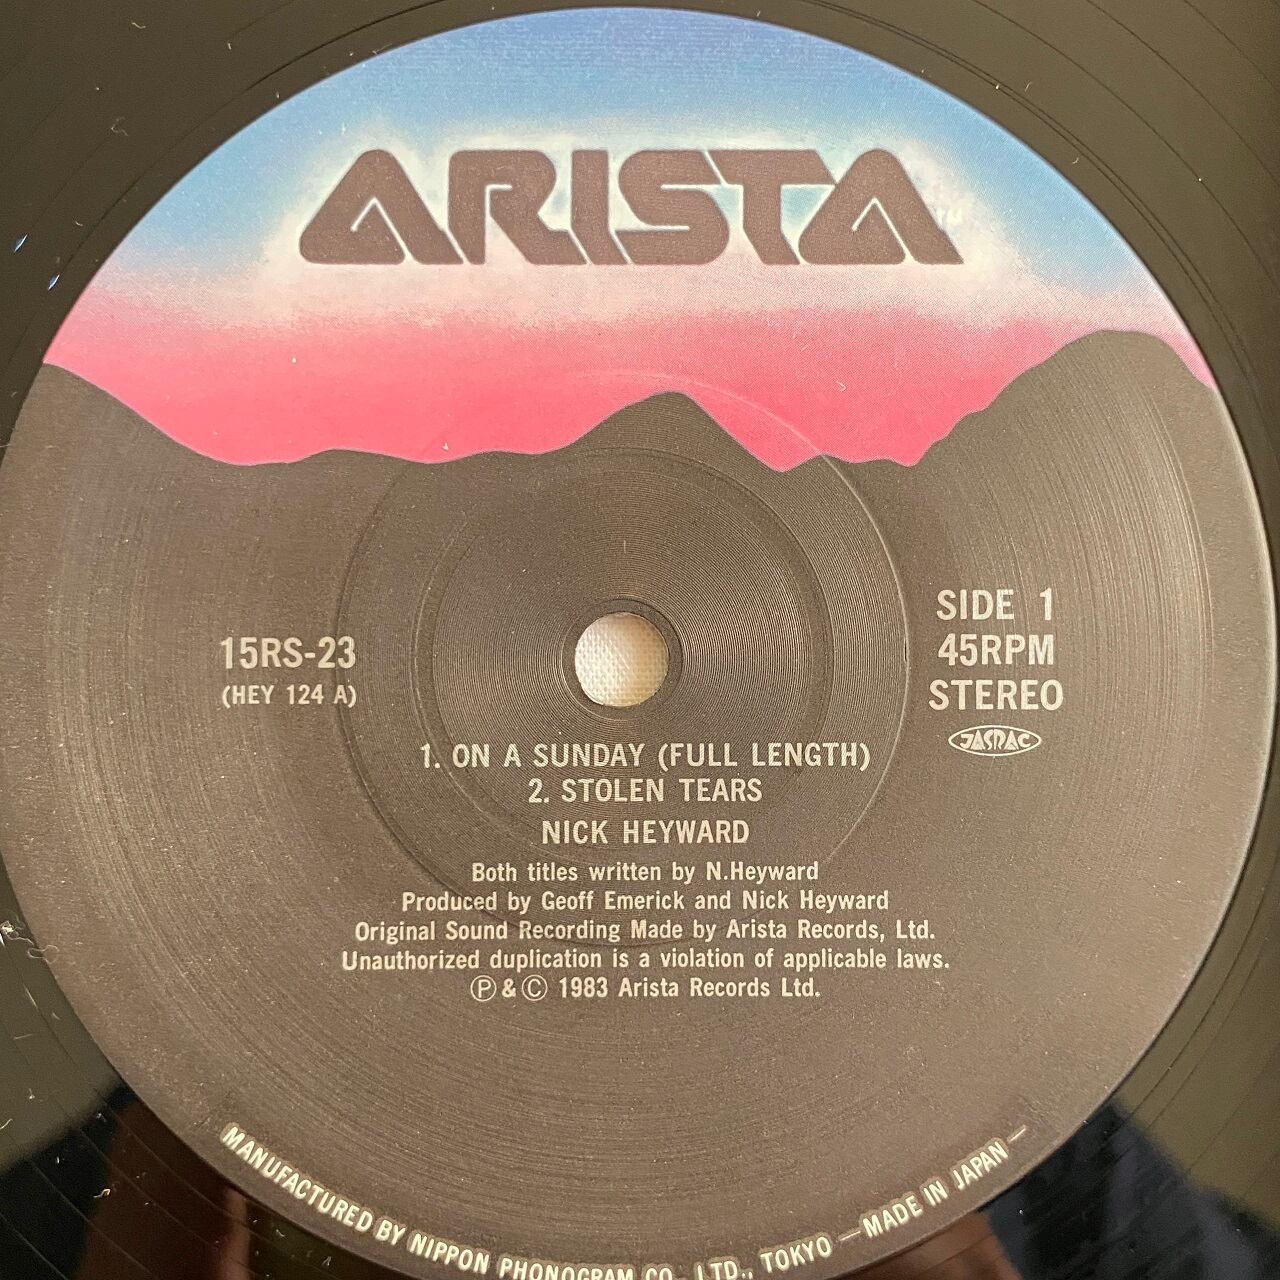 ARISTA™
15RS-23
(HEY 124 A)
SIDE 1
45RPM
STEREO
JASRAC
1. ON A SUNDAY (FULL LENGTH)
2. STOLEN TEARS
NICK HEYWARD
Both titles written by N.Heyward
Produced by Geoff Emerick and Nick Heyward
Original Sound Recording Made by Arista Records, Ltd.
Unauthorized duplication is a violation of applicable laws.
Ⓟ & Ⓒ 1983 Arista Records Ltd.
MANUFACTURED BY NIPPON PHONOGRAM CO., LTD., TOKYO —MADE IN JAPAN—